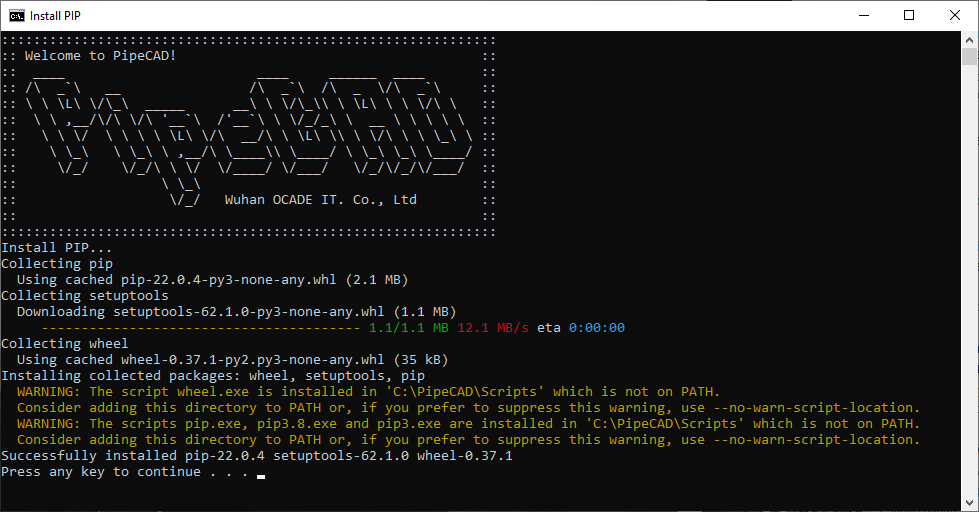 Install PIP
:::::::::::::::::::::::::::::::::::::::::::::::::::::::::::::
:: Welcome to PipeCAD!                                      ::
PipeCAD
::                          Wuhan OCADE IT. Co., Ltd        ::
::                                                          ::
:::::::::::::::::::::::::::::::::::::::::::::::::::::::::::::
Install PIP...
Collecting pip
  Using cached pip-22.0.4-py3-none-any.whl (2.1 MB)
Collecting setuptools
  Downloading setuptools-62.1.0-py3-none-any.whl (1.1 MB)
     ---------------------------------------- 1.1/1.1 MB 12.1 MB/s eta 0:00:00
Collecting wheel
  Using cached wheel-0.37.1-py2.py3-none-any.whl (35 kB)
Installing collected packages: wheel, setuptools, pip
  WARNING: The script wheel.exe is installed in 'C:\PipeCAD\Scripts' which is not on PATH.
  Consider adding this directory to PATH or, if you prefer to suppress this warning, use --no-warn-script-location.
  WARNING: The scripts pip.exe, pip3.8.exe and pip3.exe are installed in 'C:\PipeCAD\Scripts' which is not on PATH.
  Consider adding this directory to PATH or, if you prefer to suppress this warning, use --no-warn-script-location.
Successfully installed pip-22.0.4 setuptools-62.1.0 wheel-0.37.1
Press any key to continue . . .